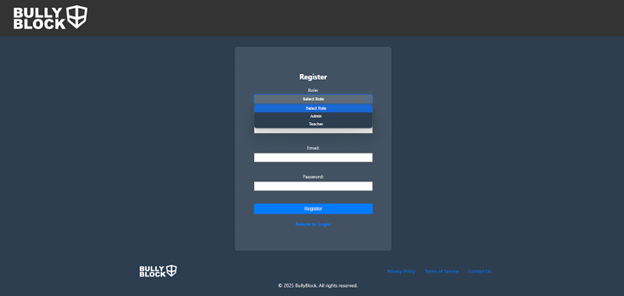 BULLY
BLOCK
Register
Role:
Select Role
Select Role
Admin
Teacher
Email:
Password:
Register
Return to Login
BULLY
BLOCK
Privacy Policy
Terms of Service
Contact Us
© 2025 BullyBlock. All rights reserved.